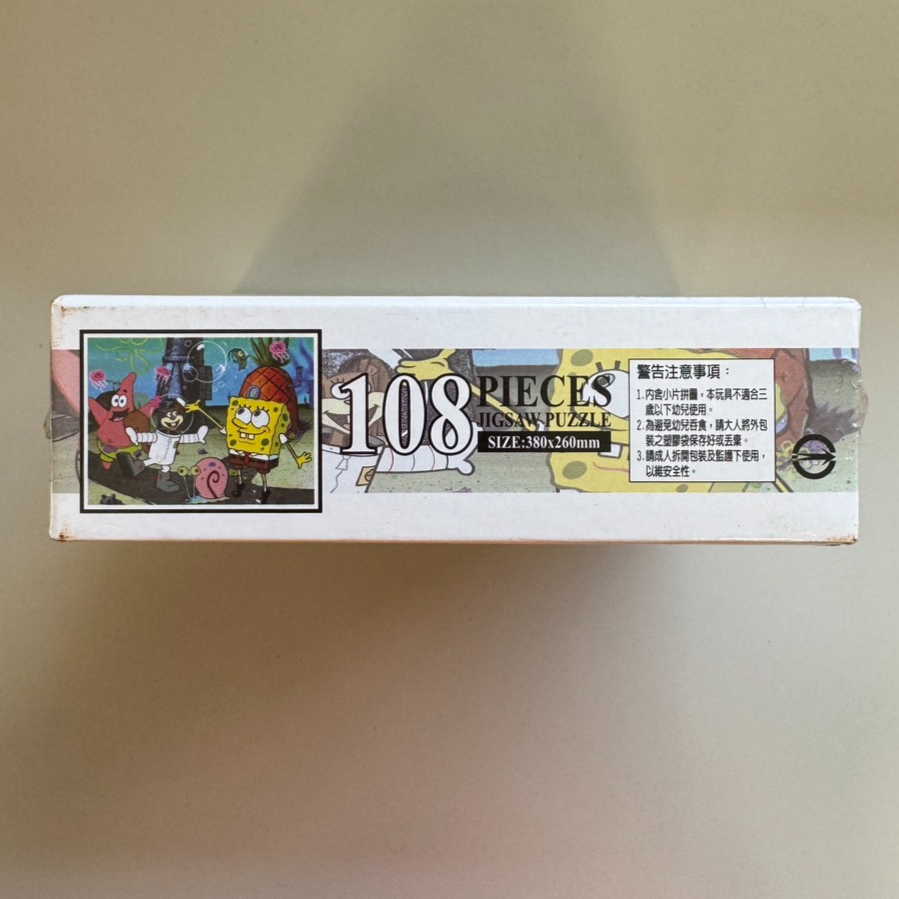 108
PIECES
JIGSAW PUZZLE
SIZE:380x260mm
警告注意事項：
1.內含小片拼圖，本玩具不適合三
歲以下幼兒使用。
2.為避免幼兒吞食，請大人將外包
裝之塑膠袋保存好或丟棄。
3.請成人拆開包裝及監護下使用，
以維安全性。